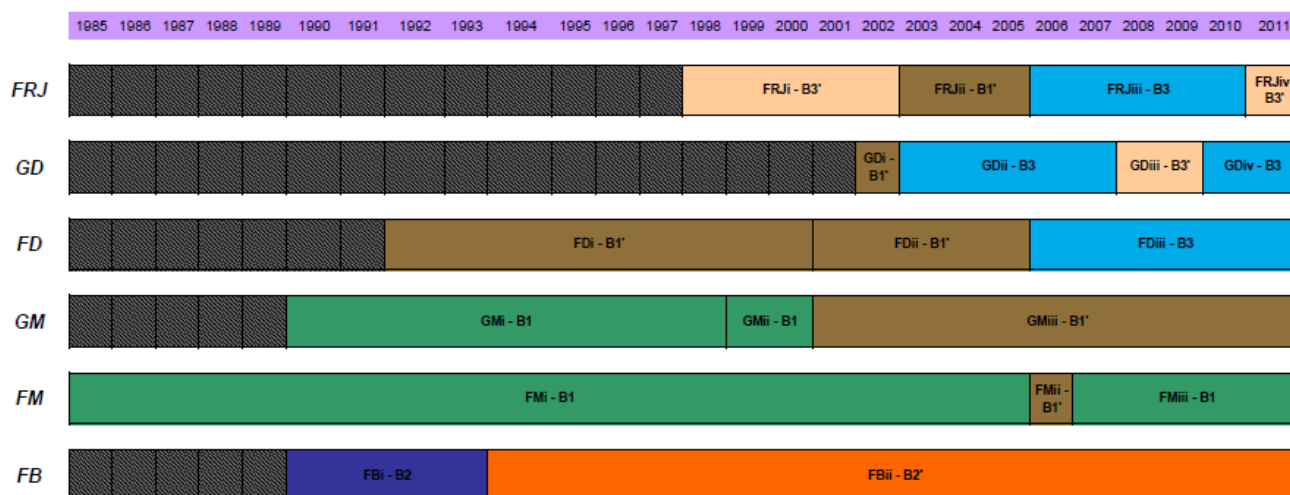 1985 1986 1987 1988 1989 1990 1991 1992 1993 1994 1995 1996 1997 1998 1999 2000 2001 2002 2003 2004 2005 2006 2007 2008 2009 2010 2011
FRJ
FRJi - B3'
FRJii - B1'
FRJiii - B3
FRJiv
B3'
GD
GDi -
B1'
GDii - B3
GDiii - B3'
GDiv - B3
FD
FDi - B1'
FDii - B1'
FDiii - B3
GM
GMi - B1
GMii - B1
GMiii - B1'
FM
FMi - B1
FMii -
B1'
FMiii - B1
FB
FBi - B2
FBii - B2'